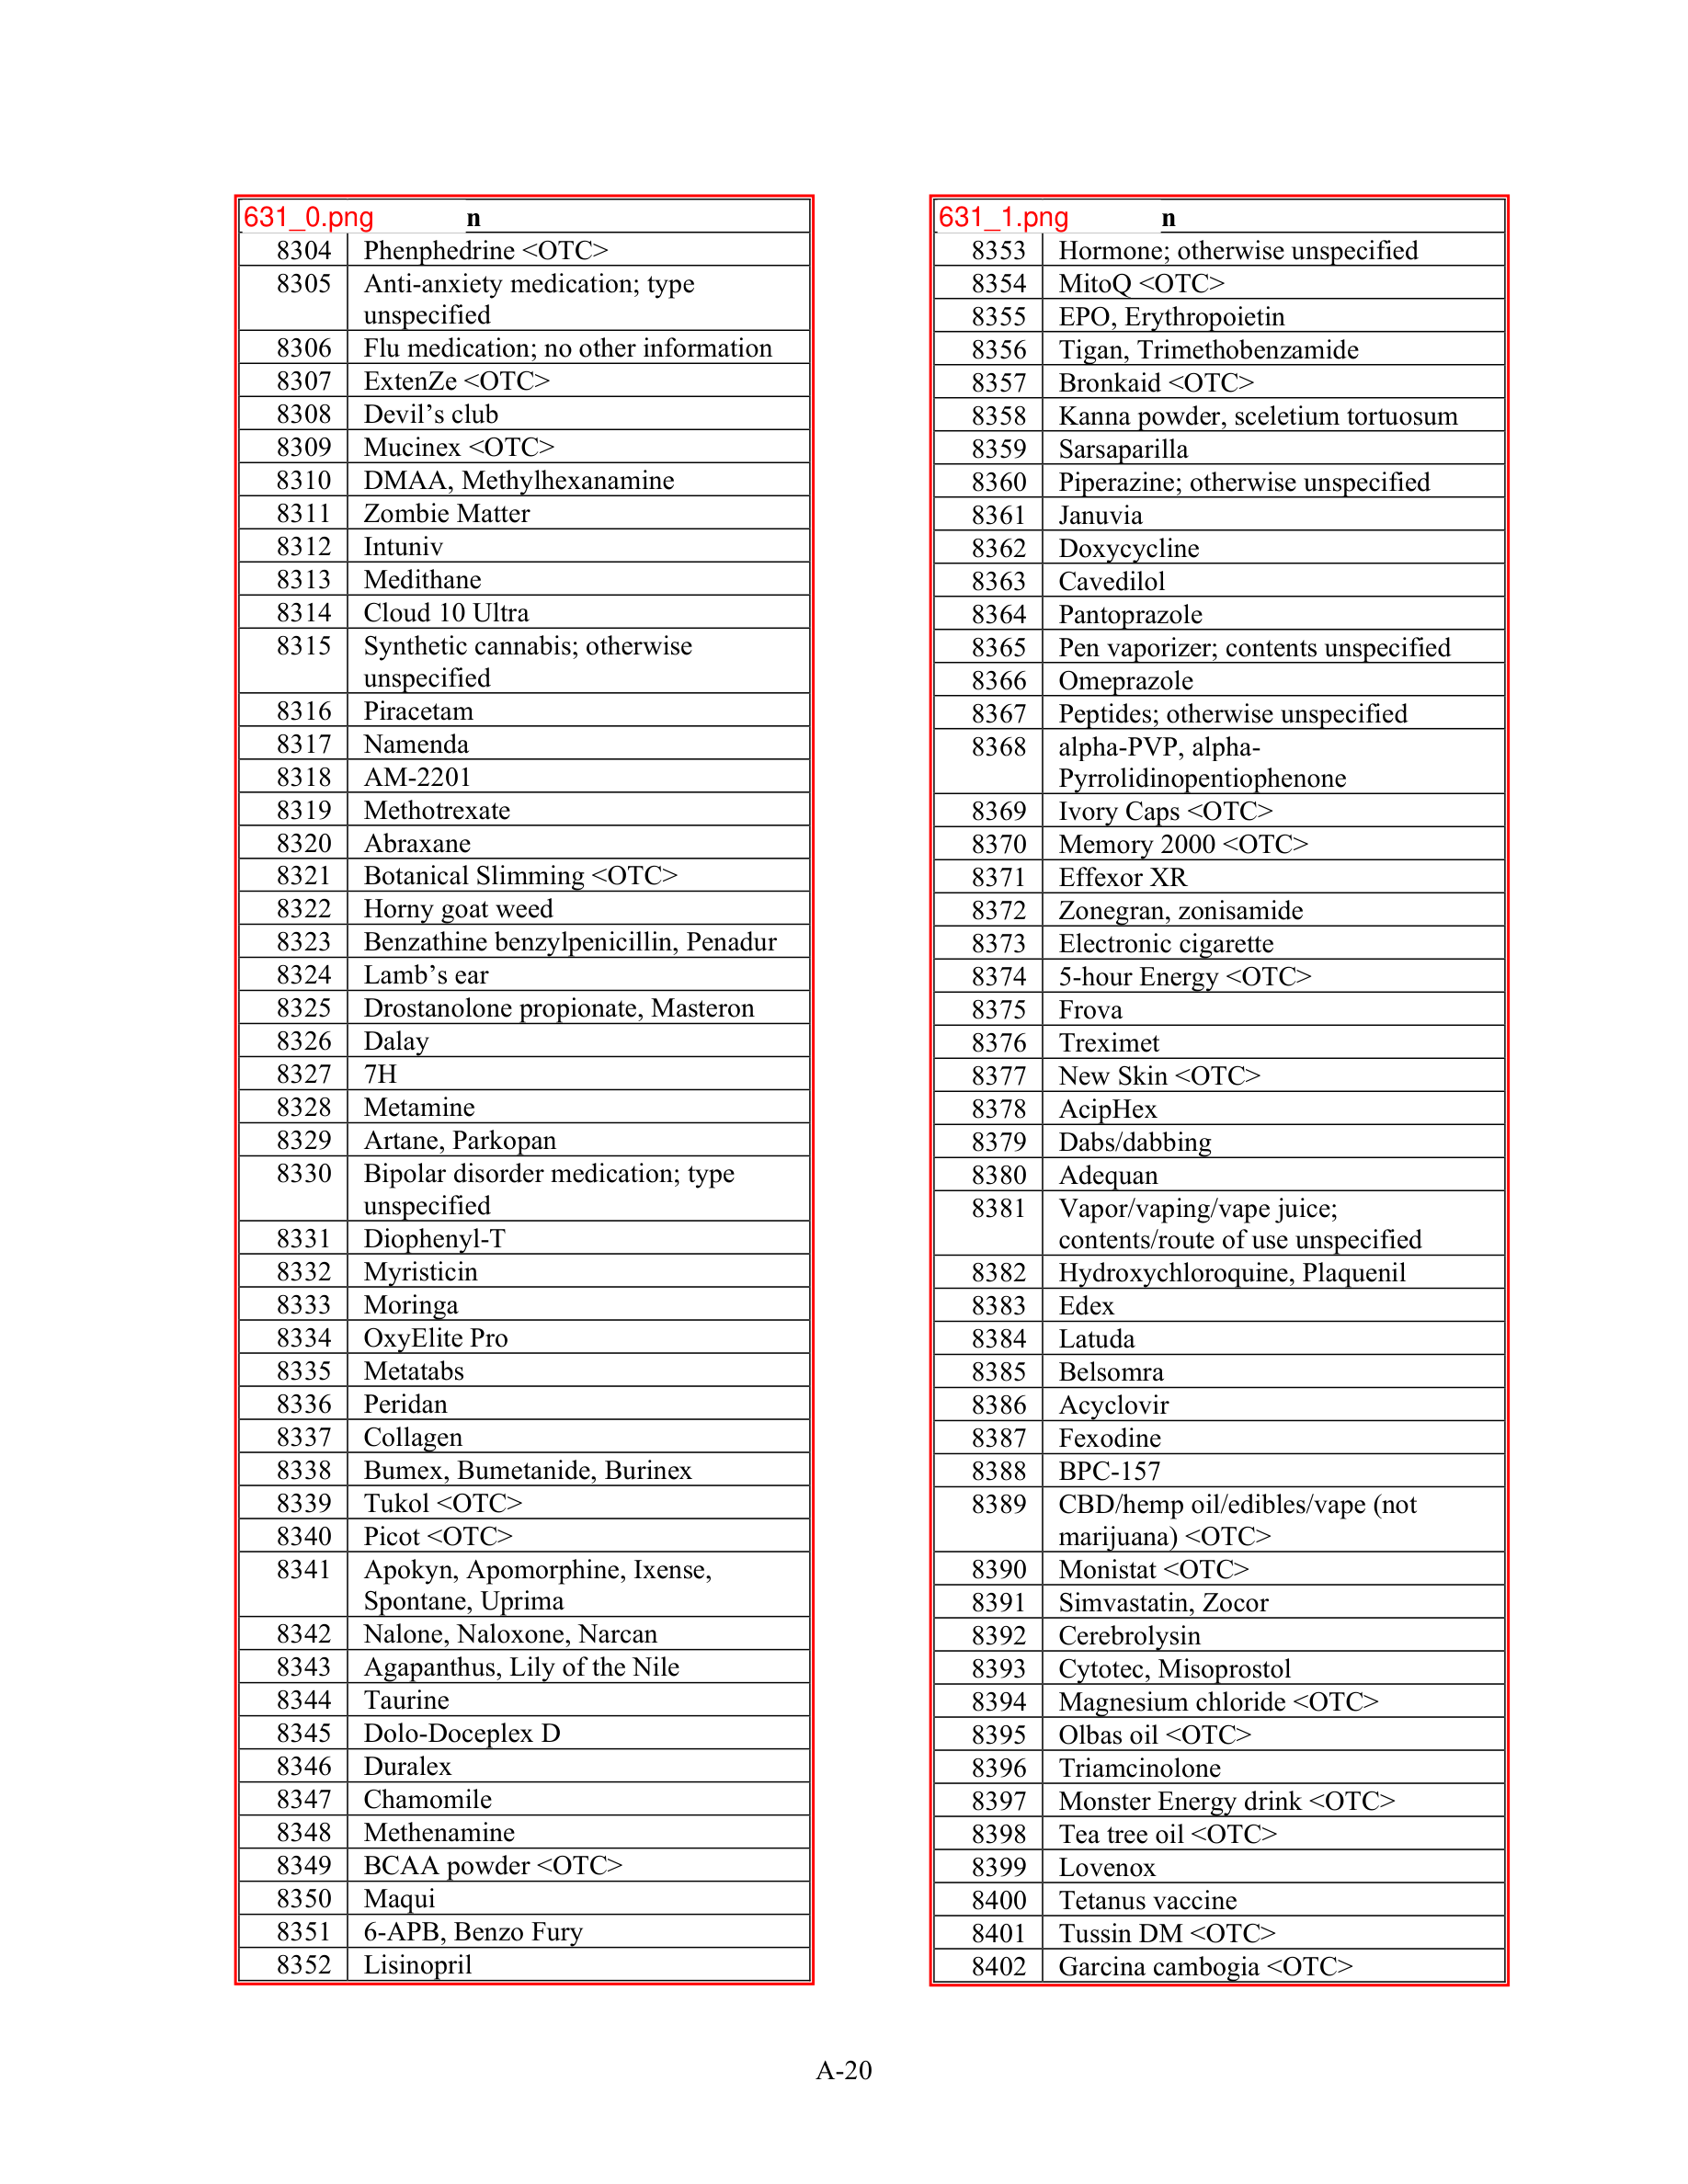 631_0.png n
8304 Phenphedrine <OTC>
8305 Anti-anxiety medication; type
unspecified
8306 Flu medication; no other information
8307 ExtenZe <OTC>
8308 Devil’s club
8309 Mucinex <OTC>
8310 DMAA, Methylhexanamine
8311 Zombie Matter
8312 Intuniv
8313 Medithane
8314 Cloud 10 Ultra
8315 Synthetic cannabis; otherwise
unspecified
8316 Piracetam
8317 Namenda
8318 AM-2201
8319 Methotrexate
8320 Abraxane
8321 Botanical Slimming <OTC>
8322 Horny goat weed
8323 Benzathine benzylpenicillin, Penadur
8324 Lamb’s ear
8325 Drostanolone propionate, Masteron
8326 Dalay
8327 7H
8328 Metamine
8329 Artane, Parkopan
8330 Bipolar disorder medication; type
unspecified
8331 Diophenyl-T
8332 Myristicin
8333 Moringa
8334 OxyElite Pro
8335 Metatabs
8336 Peridan
8337 Collagen
8338 Bumex, Bumetanide, Burinex
8339 Tukol <OTC>
8340 Picot <OTC>
8341 Apokyn, Apomorphine, Ixense,
Spontane, Uprima
8342 Nalone, Naloxone, Narcan
8343 Agapanthus, Lily of the Nile
8344 Taurine
8345 Dolo-Doceplex D
8346 Duralex
8347 Chamomile
8348 Methenamine
8349 BCAA powder <OTC>
8350 Maqui
8351 6-APB, Benzo Fury
8352 Lisinopril
631_1.png n
8353 Hormone; otherwise unspecified
8354 MitoQ <OTC>
8355 EPO, Erythropoietin
8356 Tigan, Trimethobenzamide
8357 Bronkaid <OTC>
8358 Kanna powder, sceletium tortuosum
8359 Sarsaparilla
8360 Piperazine; otherwise unspecified
8361 Januvia
8362 Doxycycline
8363 Cavedilol
8364 Pantoprazole
8365 Pen vaporizer; contents unspecified
8366 Omeprazole
8367 Peptides; otherwise unspecified
8368 alpha-PVP, alpha-
Pyrrolidinopentiophenone
8369 Ivory Caps <OTC>
8370 Memory 2000 <OTC>
8371 Effexor XR
8372 Zonegran, zonisamide
8373 Electronic cigarette
8374 5-hour Energy <OTC>
8375 Frova
8376 Treximet
8377 New Skin <OTC>
8378 AcipHex
8379 Dabs/dabbing
8380 Adequan
8381 Vapor/vaping/vape juice;
contents/route of use unspecified
8382 Hydroxychloroquine, Plaquenil
8383 Edex
8384 Latuda
8385 Belsomra
8386 Acyclovir
8387 Fexodine
8388 BPC-157
8389 CBD/hemp oil/edibles/vape (not
marijuana) <OTC>
8390 Monistat <OTC>
8391 Simvastatin, Zocor
8392 Cerebrolysin
8393 Cytotec, Misoprostol
8394 Magnesium chloride <OTC>
8395 Olbas oil <OTC>
8396 Triamcinolone
8397 Monster Energy drink <OTC>
8398 Tea tree oil <OTC>
8399 Lovenox
8400 Tetanus vaccine
8401 Tussin DM <OTC>
8402 Garcina cambogia <OTC>
A-20